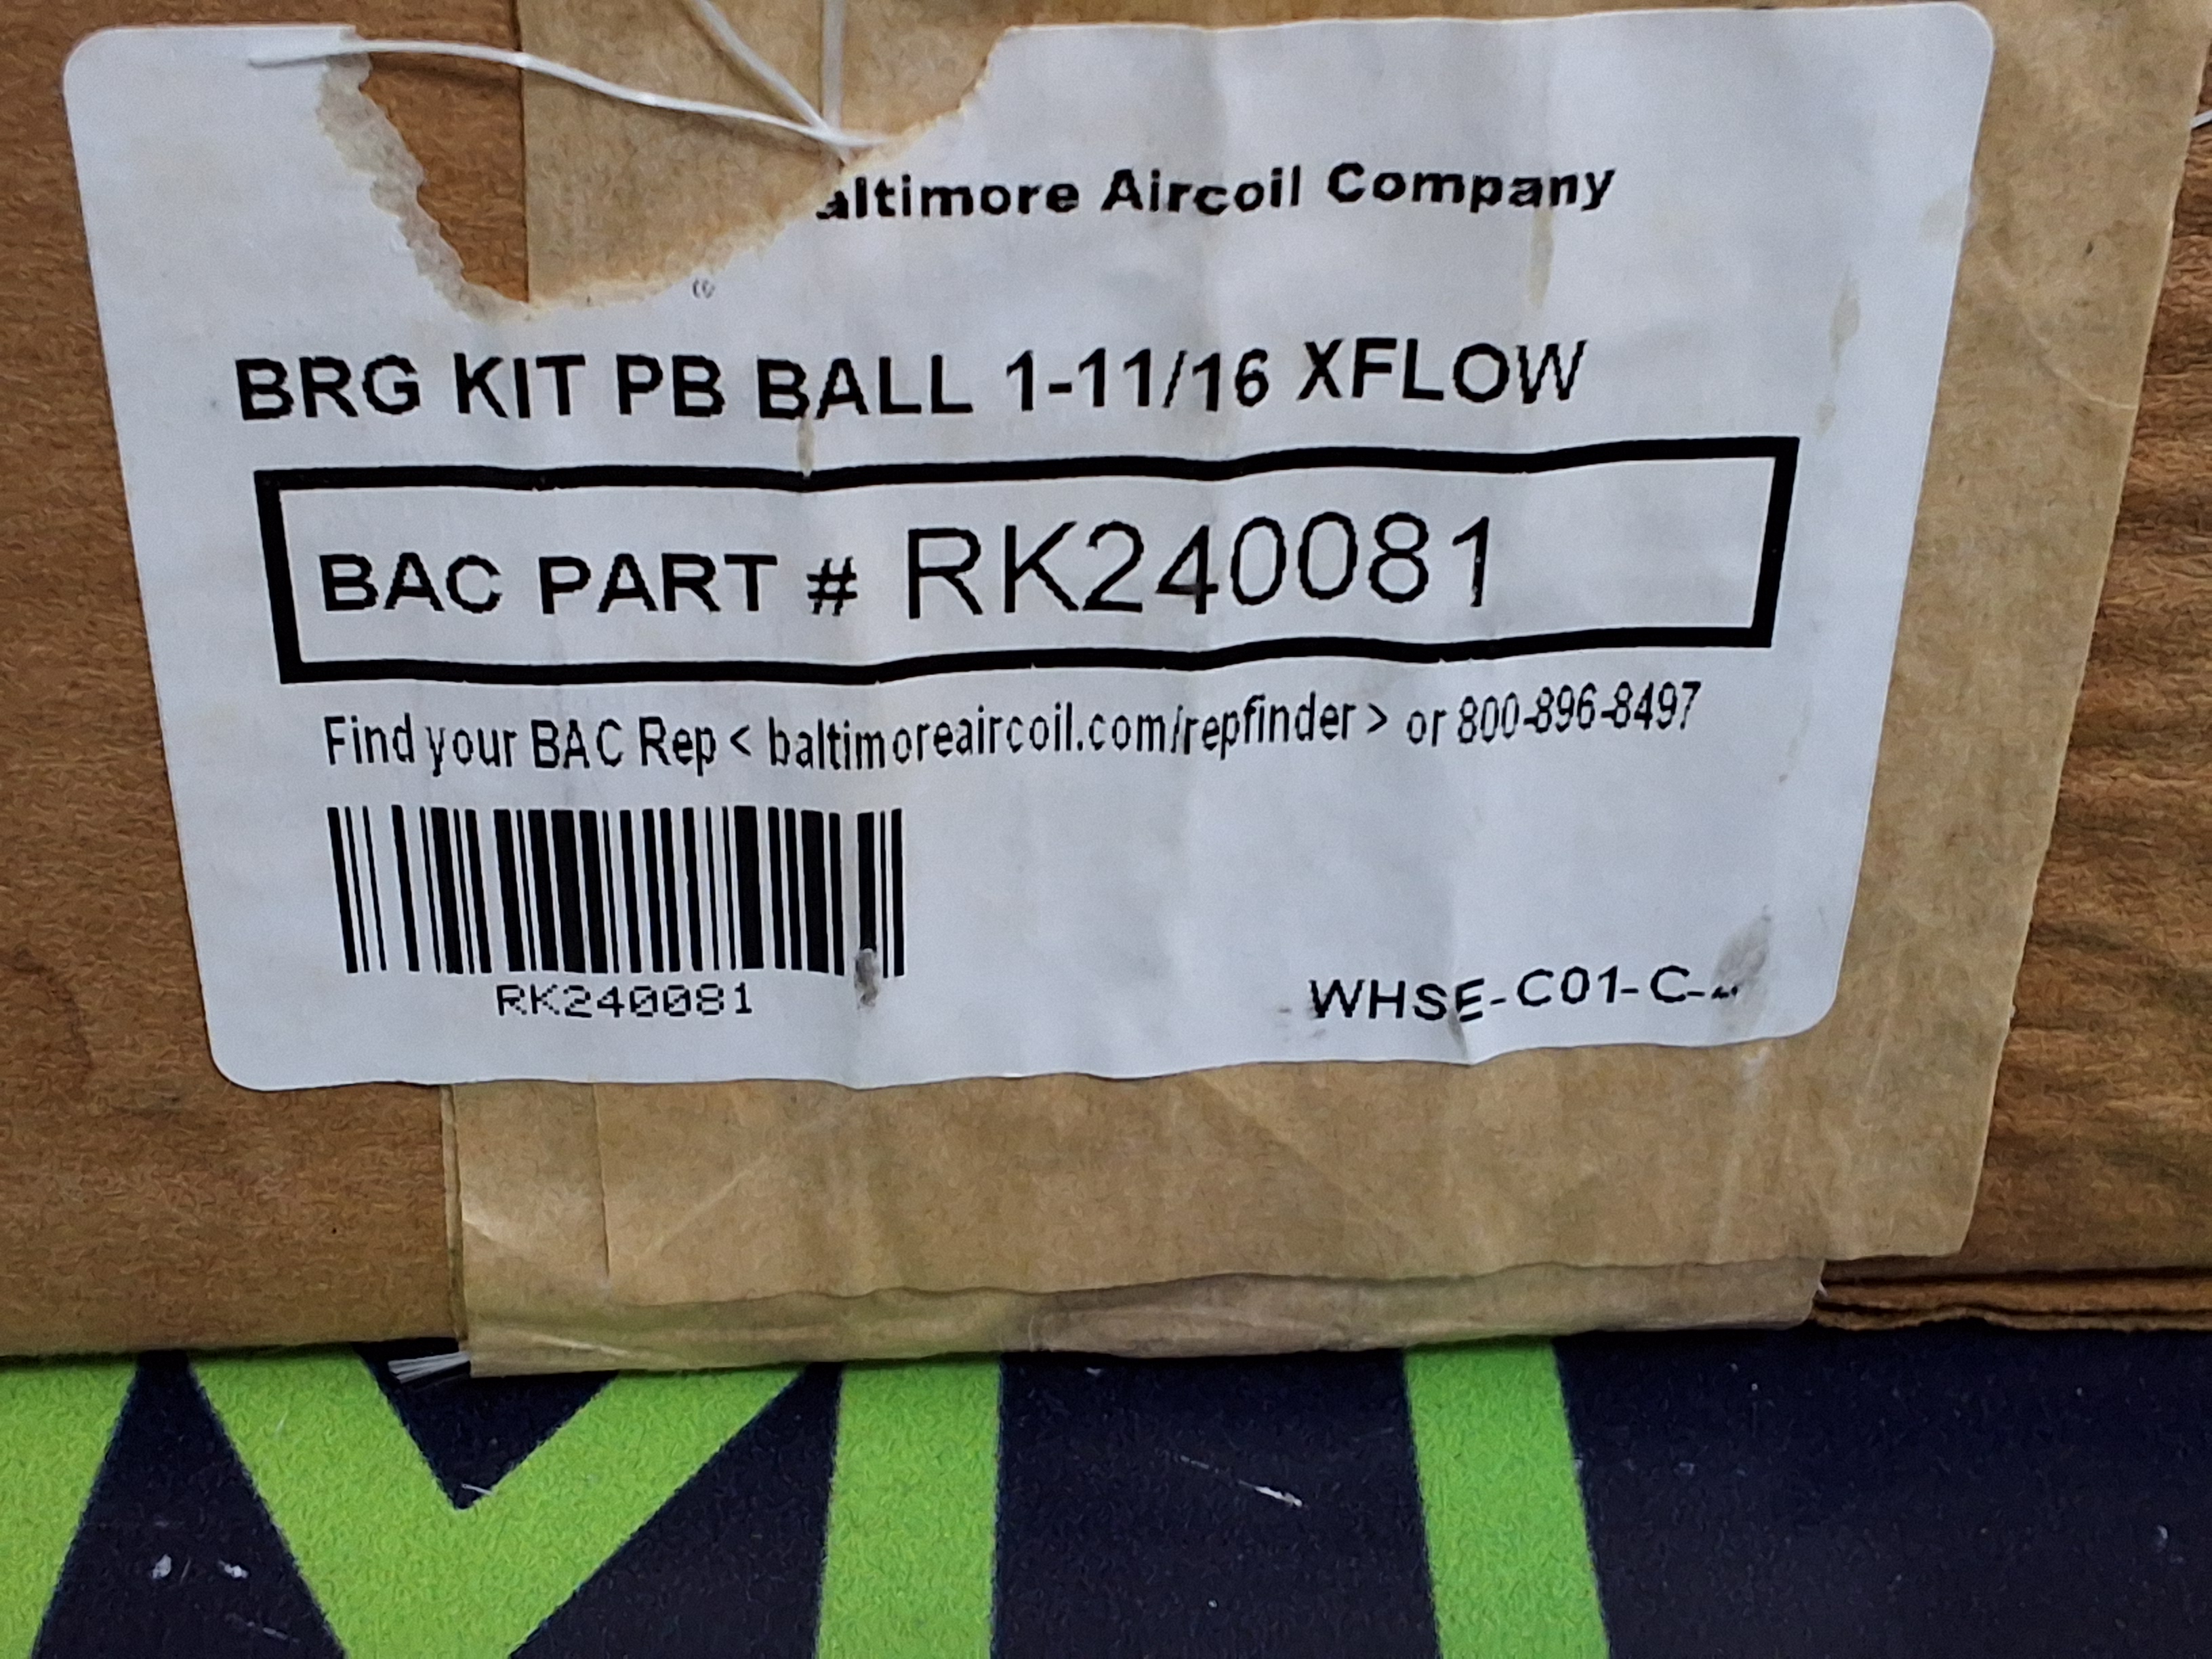 altimore Aircoil Company
BRG KIT PB BALL 1-11/16 XFLOW
BAC PART # RK240081
Find your BAC Rep < baltimoreaircoil.com/repfinder > or 800-896-8497
RK240081
WHSE-C01-C-